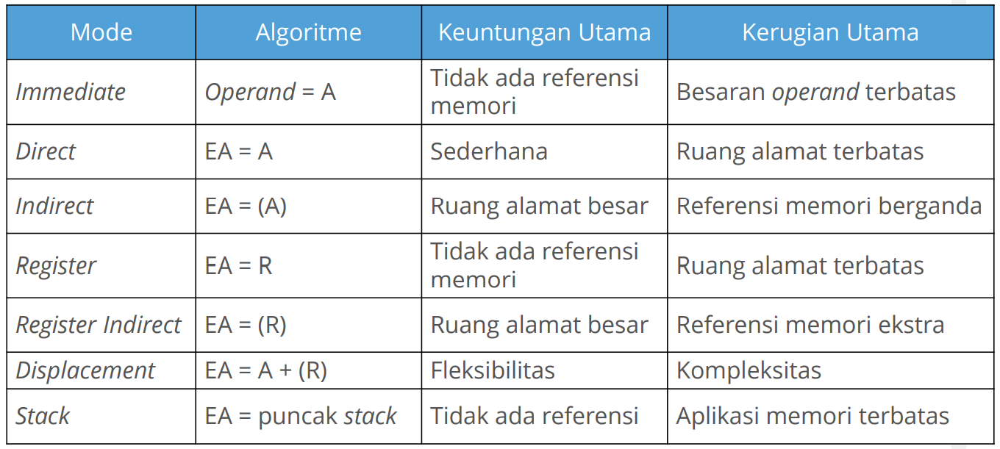 Mode Algoritme Keuntungan Utama Kerugian Utama
Immediate Operand = A Tidak ada referensi memori Besaran operand terbatas
Direct EA = A Sederhana Ruang alamat terbatas
Indirect EA = (A) Ruang alamat besar Referensi memori berganda
Register EA = R Tidak ada referensi memori Ruang alamat terbatas
Register Indirect EA = (R) Ruang alamat besar Referensi memori ekstra
Displacement EA = A + (R) Fleksibilitas Kompleksitas
Stack EA = puncak stack Tidak ada referensi Aplikasi memori terbatas